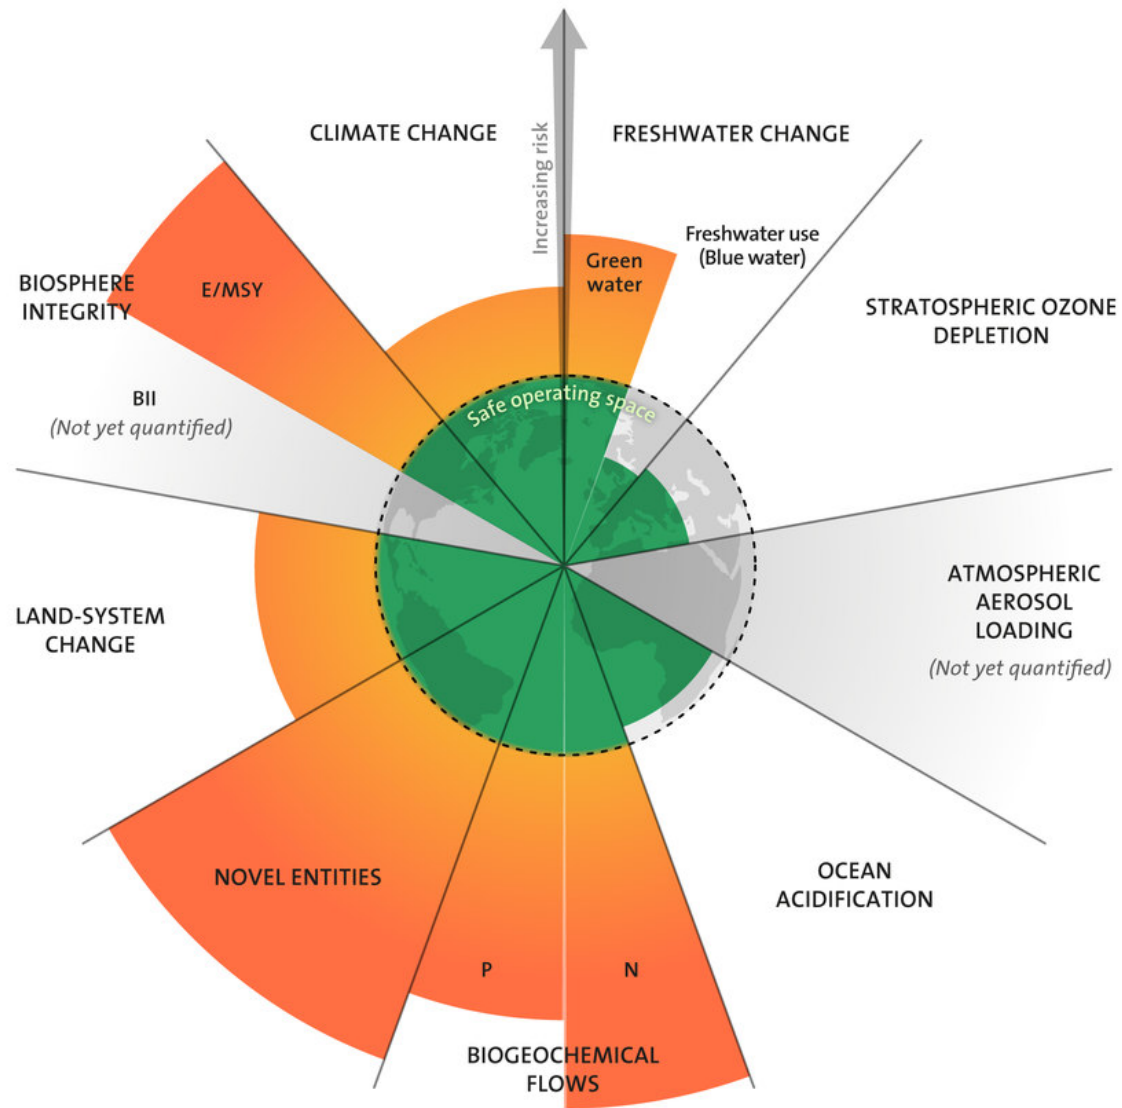 CLIMATE CHANGE
Increasing risk
FRESHWATER CHANGE
Green
water
Freshwater use
(Blue water)
STRATOSPHERIC OZONE
DEPLETION
BIOSPHERE
INTEGRITY
E/MSY
BII
(Not yet quantified)
Safe operating space
ATMOSPHERIC
AEROSOL
LOADING
(Not yet quantified)
LAND-SYSTEM
CHANGE
NOVEL ENTITIES
OCEAN
ACIDIFICATION
P
N
BIOGEOCHEMICAL
FLOWS